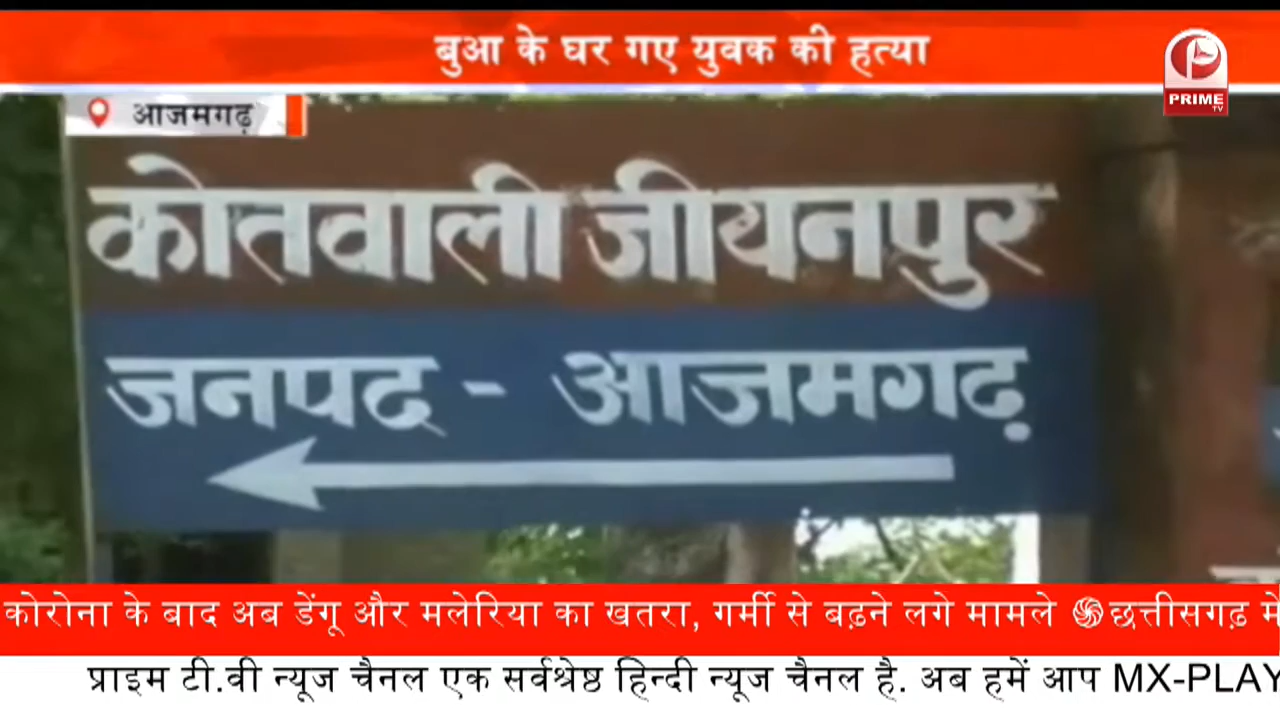 बुआ के घर गए युवक की हत्या
PRIME
TV
आजमगढ़
कोतवाली जीयनपुर
जनपद - आजमगढ़
कोरोना के बाद अब डेंगू और मलेरिया का खतरा, गर्मी से बढ़ने लगे मामले छत्तीसगढ़ में
प्राइम टी.वी न्यूज चैनल एक सर्वश्रेष्ठ हिन्दी न्यूज चैनल है. अब हमें आप MX-PLAY